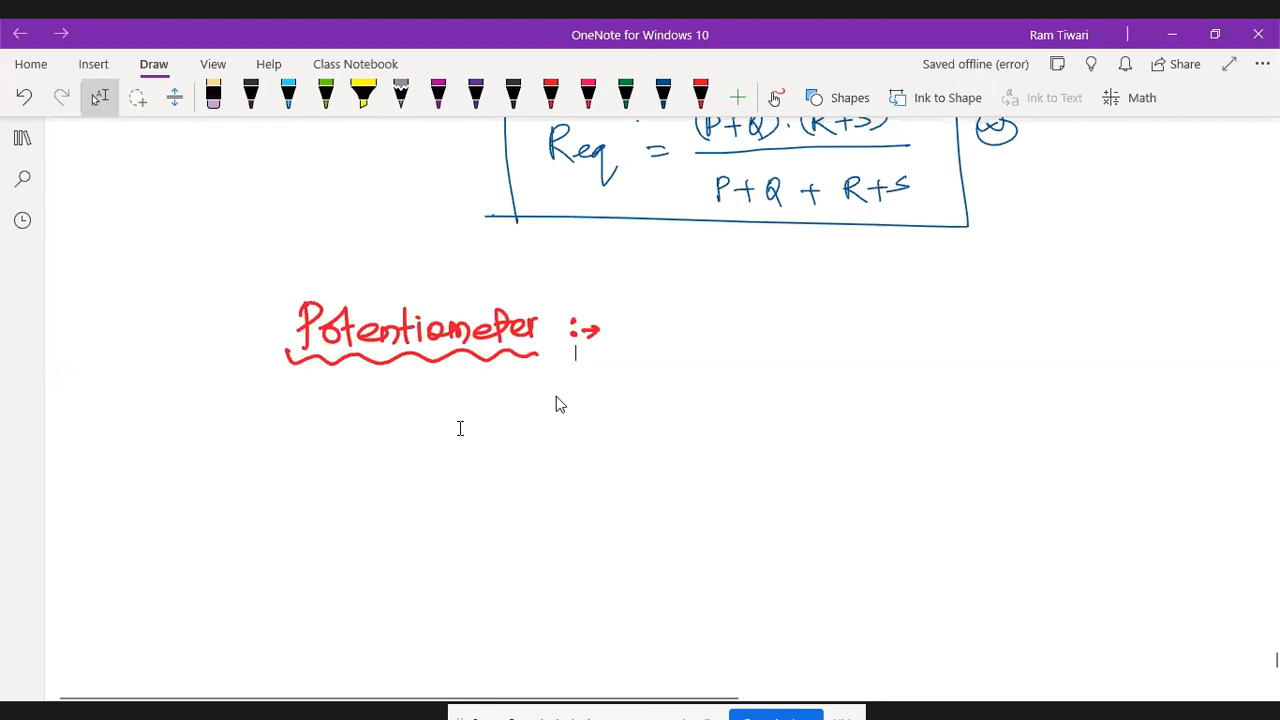 OneNote for Windows 10
Ram Tiwari
Home Insert Draw View Help Class Notebook
Saved offline (error) Share
Shapes Ink to Shape Ink to Text Math
Req = (P+Q).(R+S)
P+Q + R+S
Potentiometer :→